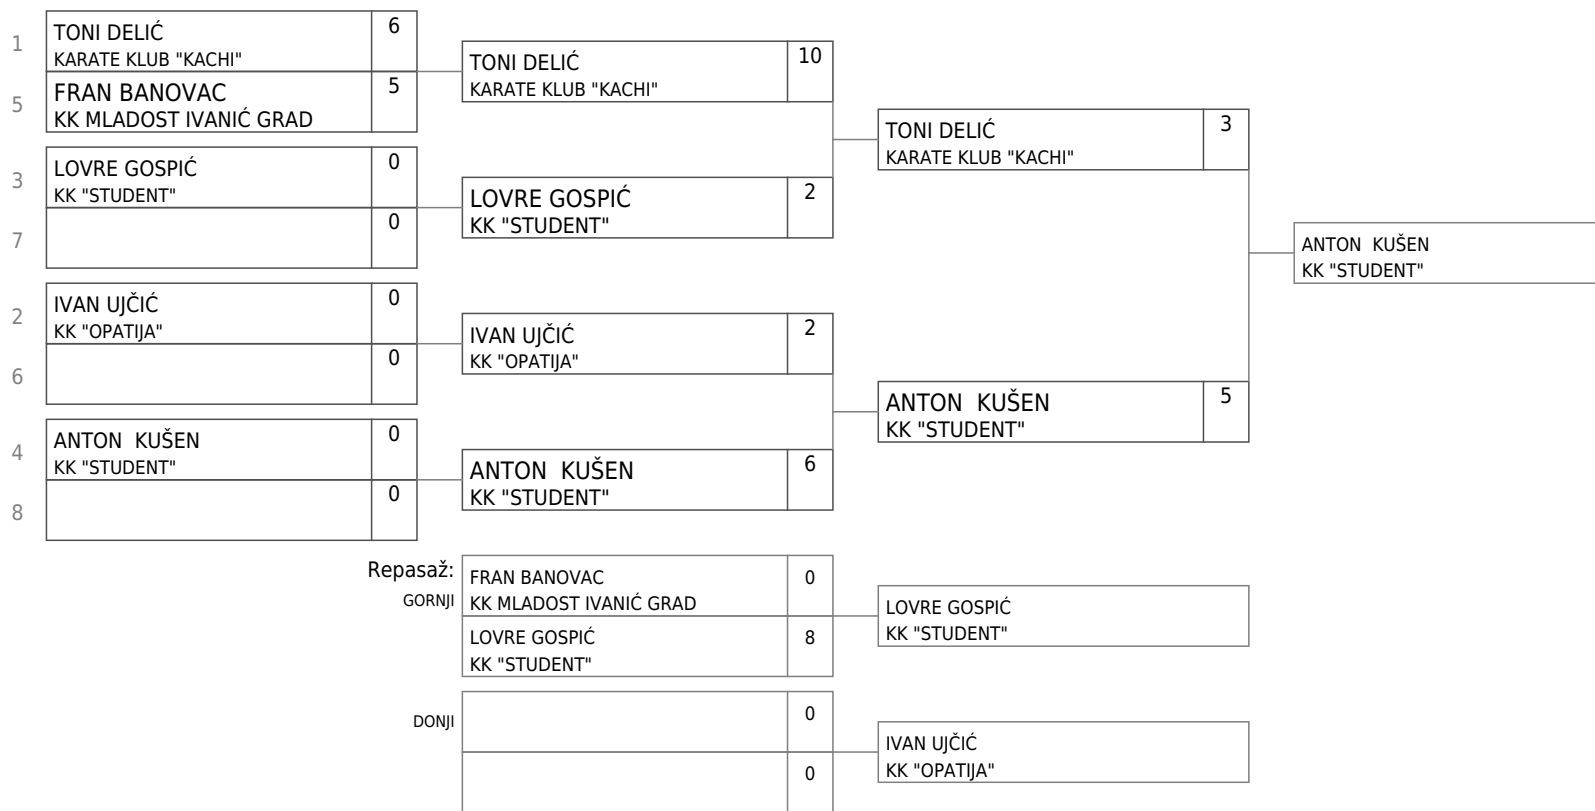 1
TONI DELIĆ
KARATE KLUB "KACHI"
6
5
FRAN BANOVAC
KK MLADOST IVANIĆ GRAD
5
3
LOVRE GOSPIĆ
KK "STUDENT"
0
7
0
2
IVAN UJČIĆ
KK "OPATIJA"
0
6
0
4
ANTON KUŠEN
KK "STUDENT"
0
8
0
TONI DELIĆ
KARATE KLUB "KACHI"
10
LOVRE GOSPIĆ
KK "STUDENT"
2
IVAN UJČIĆ
KK "OPATIJA"
2
ANTON KUŠEN
KK "STUDENT"
6
TONI DELIĆ
KARATE KLUB "KACHI"
3
ANTON KUŠEN
KK "STUDENT"
5
ANTON KUŠEN
KK "STUDENT"
Repasaž:
GORNJI
FRAN BANOVAC
KK MLADOST IVANIĆ GRAD
0
LOVRE GOSPIĆ
KK "STUDENT"
8
LOVRE GOSPIĆ
KK "STUDENT"
DONJI
0
0
IVAN UJČIĆ
KK "OPATIJA"